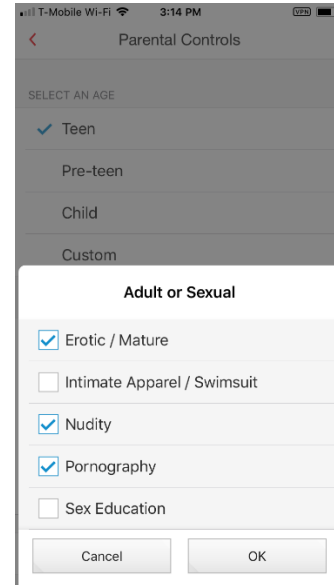 T-Mobile Wi-Fi 3:14 PM VPN
Parental Controls
SELECT AN AGE
Teen
Pre-teen
Child
Custom
Adult or Sexual
Erotic / Mature
Intimate Apparel / Swimsuit
Nudity
Pornography
Sex Education
Cancel OK